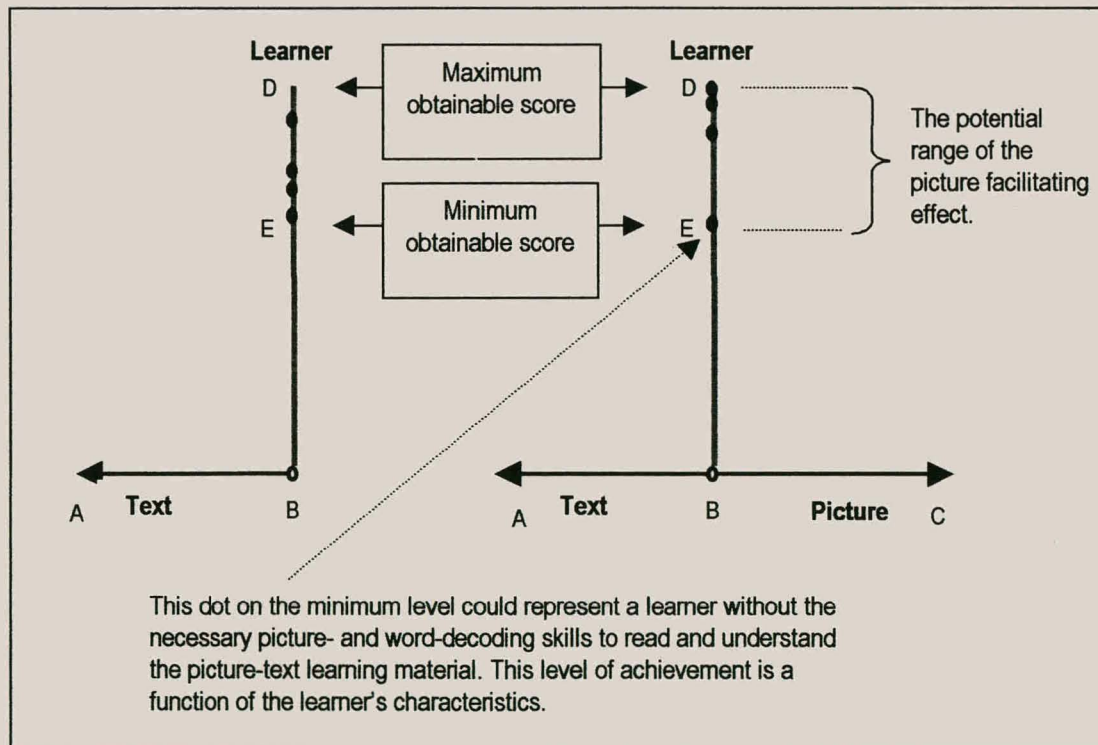 Learner
Learner
D
Maximum
obtainable score
D
The potential
range of the
picture facilitating
effect.
E
Minimum
obtainable score
E
A
Text
B
A
Text
B
Picture
C
This dot on the minimum level could represent a learner without the
necessary picture- and word-decoding skills to read and understand
the picture-text learning material. This level of achievement is a
function of the learner's characteristics.